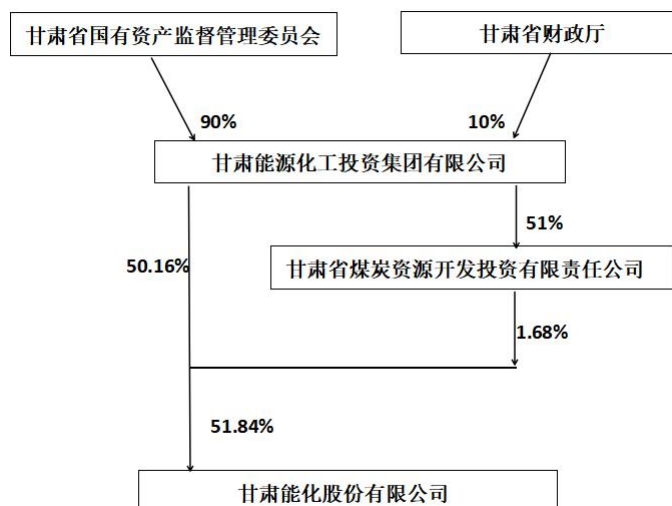 甘肃省国有资产监督管理委员会
甘肃省财政厅
90%
10%
甘肃能源化工投资集团有限公司
51%
50.16%
甘肃省煤炭资源开发投资有限责任公司
1.68%
51.84%
甘肃能化股份有限公司